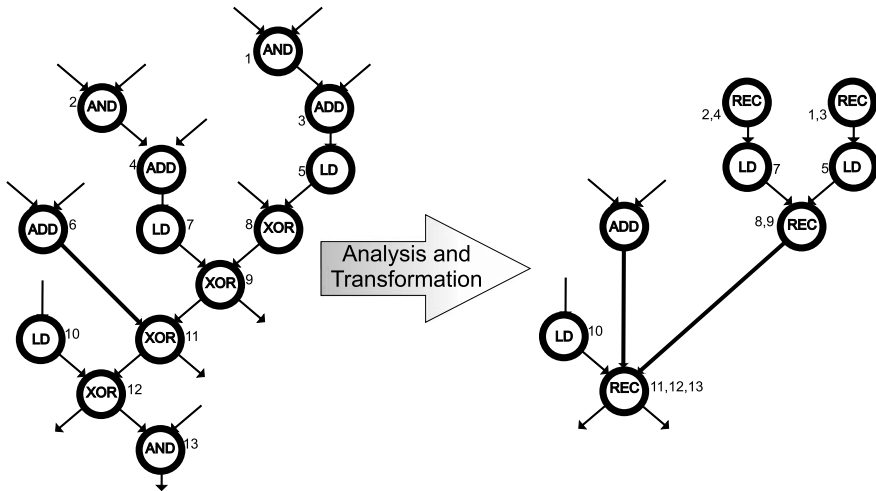 1
AND
2
AND
3
ADD
4
ADD
5
LD
ADD
6
LD
7
8
XOR
XOR
9
LD
10
XOR
11
XOR
12
AND
13
Analysis and
Transformation
REC
2,4
REC
1,3
LD
7
5
LD
8,9
REC
ADD
LD
10
REC
11,12,13